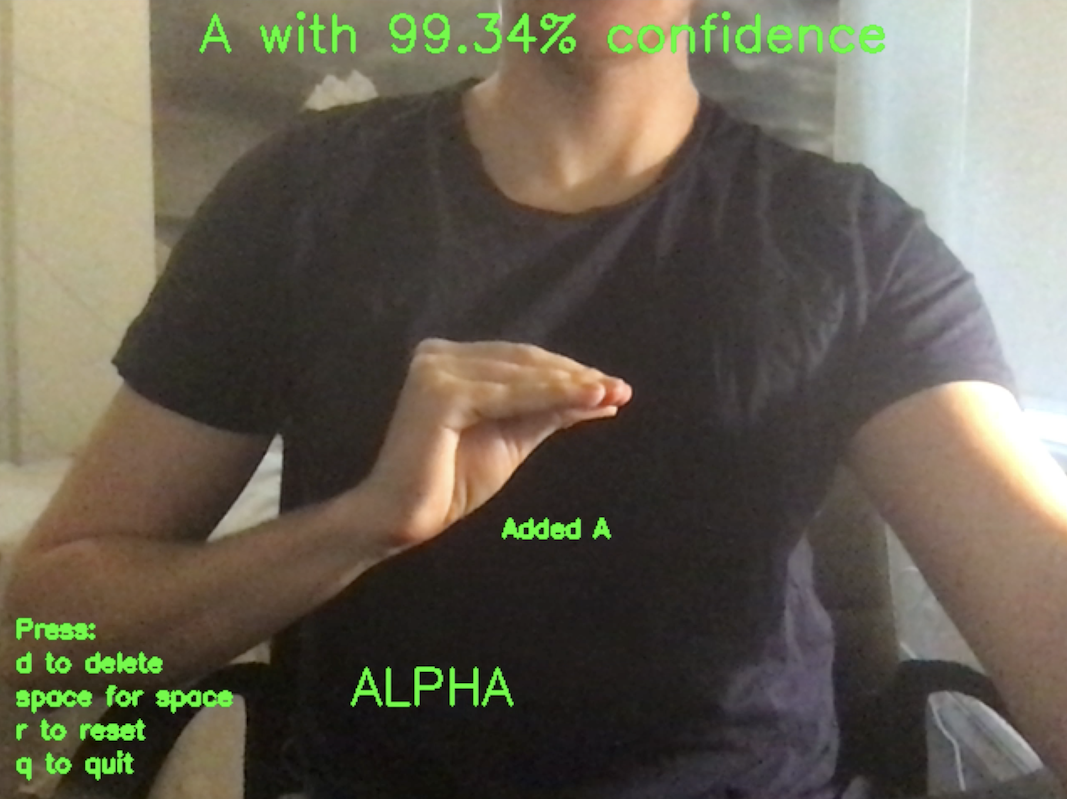 A with 99.34% confidence
Added A
Press:
d to delete
space for space
r to reset
q to quit
ALPHA